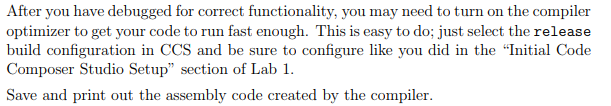 After you have debugged for correct functionality, you may need to turn on the compiler
optimizer to get your code to run fast enough. This is easy to do; just select the release
build configuration in CCS and be sure to configure like you did in the “Initial Code
Composer Studio Setup” section of Lab 1.
Save and print out the assembly code created by the compiler.